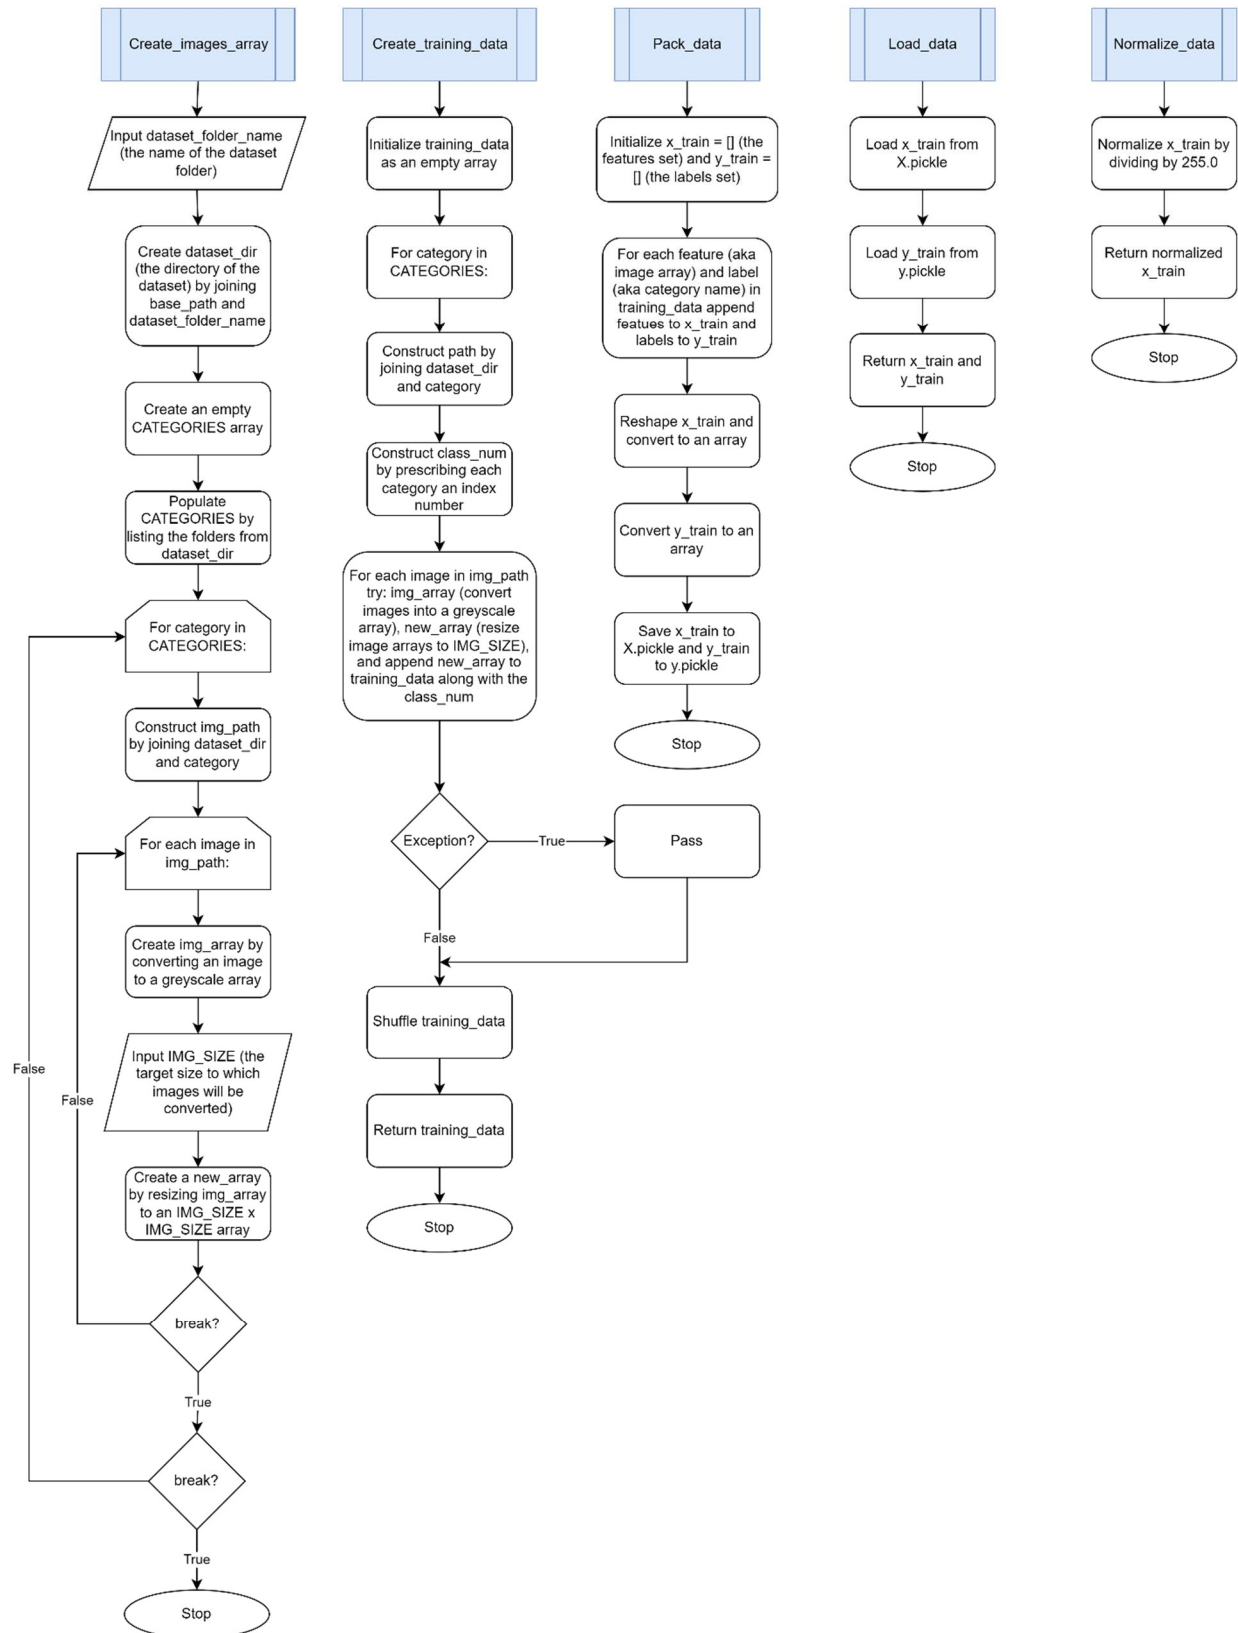 Create_images_array
Input dataset_folder_name
(the name of the dataset
folder)
Create dataset_dir
(the directory of the
dataset) by joining
base_path and
dataset_folder_name
Create an empty
CATEGORIES array
Populate
CATEGORIES by
listing the folders from
dataset_dir
For category in
CATEGORIES:
Construct img_path
by joining dataset_dir
and category
For each image in
img_path:
Create img_array by
converting an image
to a greyscale array
Input IMG_SIZE (the
target size to which
images will be
converted)
Create a new_array
by resizing img_array
to an IMG_SIZE x
IMG_SIZE array
break?
False
True
break?
False
True
Stop
Create_training_data
Initialize training_data
as an empty array
For category in
CATEGORIES:
Construct path by
joining dataset_dir
and category
Construct class_num
by prescribing each
category an index
number
For each image in img_path
try: img_array (convert
images into a greyscale
array), new_array (resize
image arrays to IMG_SIZE),
and append new_array to
training_data along with the
class_num
Exception?
True
Pass
False
Shuffle training_data
Return training_data
Stop
Pack_data
Initialize x_train = [] (the
features set) and y_train =
[] (the labels set)
For each feature (aka
image array) and label
(aka category name) in
training_data append
featues to x_train and
labels to y_train
Reshape x_train and
convert to an array
Convert y_train to an
array
Save x_train to
X.pickle and y_train
to y.pickle
Stop
Load_data
Load x_train from
X.pickle
Load y_train from
y.pickle
Return x_train and
y_train
Stop
Normalize_data
Normalize x_train by
dividing by 255.0
Return normalized
x_train
Stop